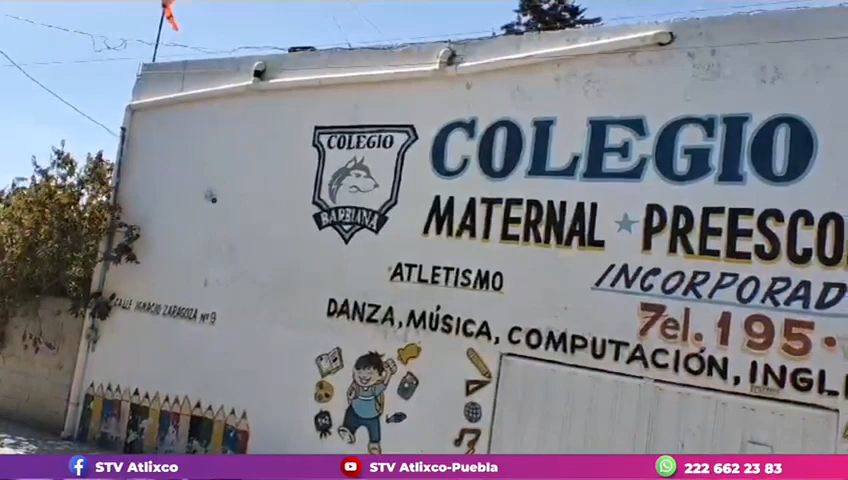 COLEGIO
BARBIANA
COLEGIO
MATERNAL ★ PREESCO
ATLETISMO
INCORPORAD
DANZA, MÚSICA, COMPUTACIÓN, INGL
Tel. 195
CALLE IGNACIO ZARAGOZA Nº9
STV Atlixco
STV Atlixco-Puebla
222 662 23 83